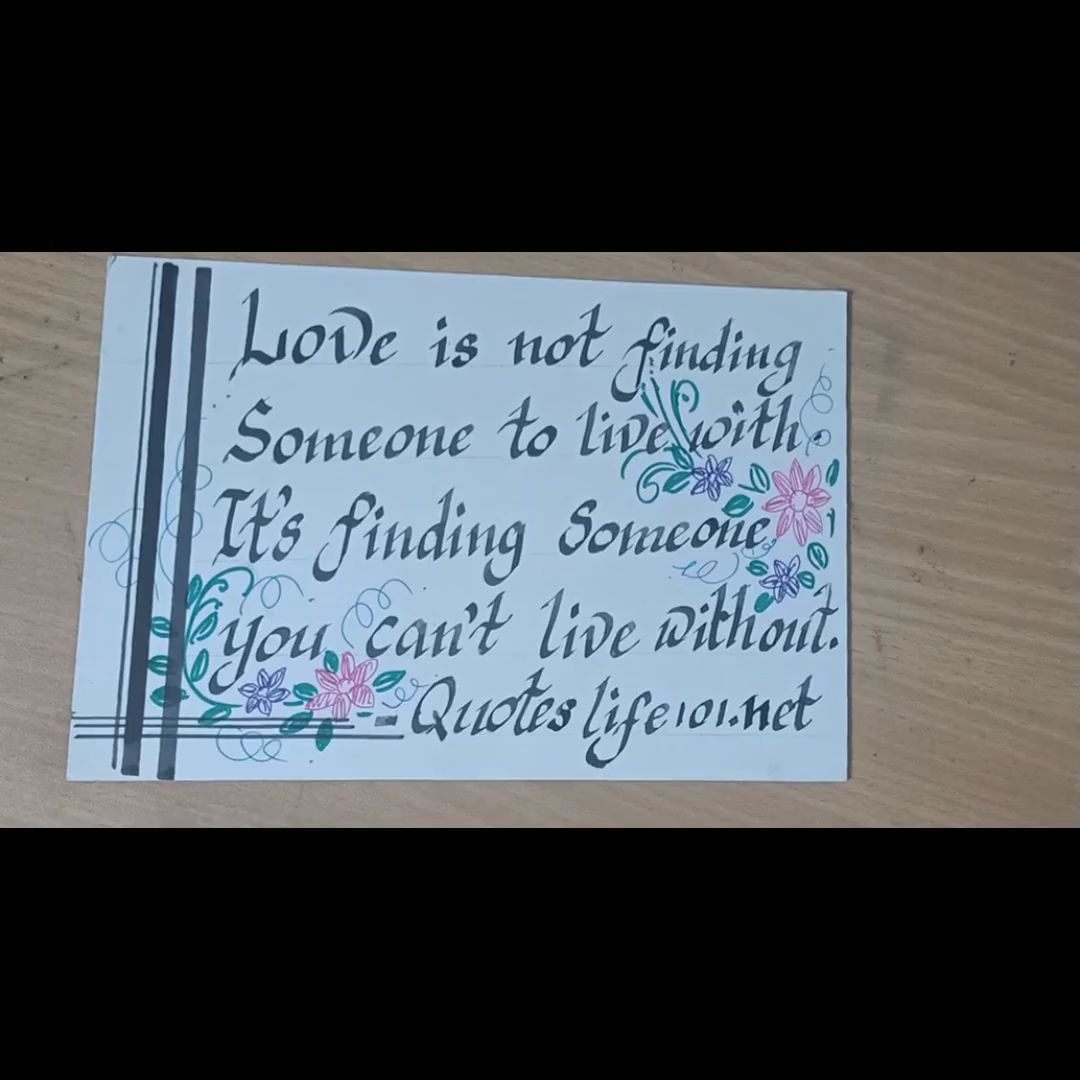 Love is not finding
Someone to live with.
It's finding Someone
you can't live without.
-Quotes life101.net